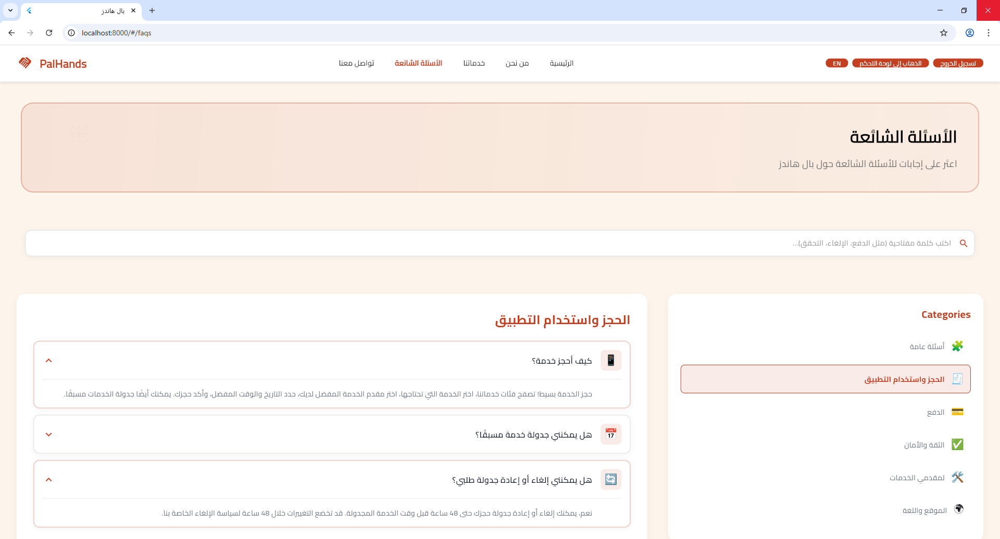 بال هاندز
localhost:8000/#/faqs
PalHands
الرئيسية
من نحن
خدماتنا
الأسئلة الشائعة
تواصل معنا
تسجيل الخروج
الذهاب إلى لوحة التحكم
EN
الأسئلة الشائعة
اعثر على إجابات للأسئلة الشائعة حول بال هاندز
اكتب كلمة مفتاحية (مثل الدفع، الإلغاء، التحقق)...
Categories
أسئلة عامة
الحجز واستخدام التطبيق
الدفع
الثقة والأمان
لمقدمي الخدمات
الموقع واللغة
الحجز واستخدام التطبيق
كيف أحجز خدمة؟
حجز الخدمة بسيط! تصفح فئات خدماتنا، اختر الخدمة التي تحتاجها، اختر مقدم الخدمة المفضل لديك، حدد التاريخ والوقت المفضل، وأكد حجزك. يمكنك أيضًا جدولة الخدمات مسبقًا.
هل يمكنني جدولة خدمة مسبقًا؟
هل يمكنني إلغاء أو إعادة جدولة طلبي؟
نعم، يمكنك إلغاء أو إعادة جدولة حجزك حتى 48 ساعة قبل وقت الخدمة المجدولة. قد تخضع التغييرات خلال 48 ساعة لسياسة الإلغاء الخاصة بنا.